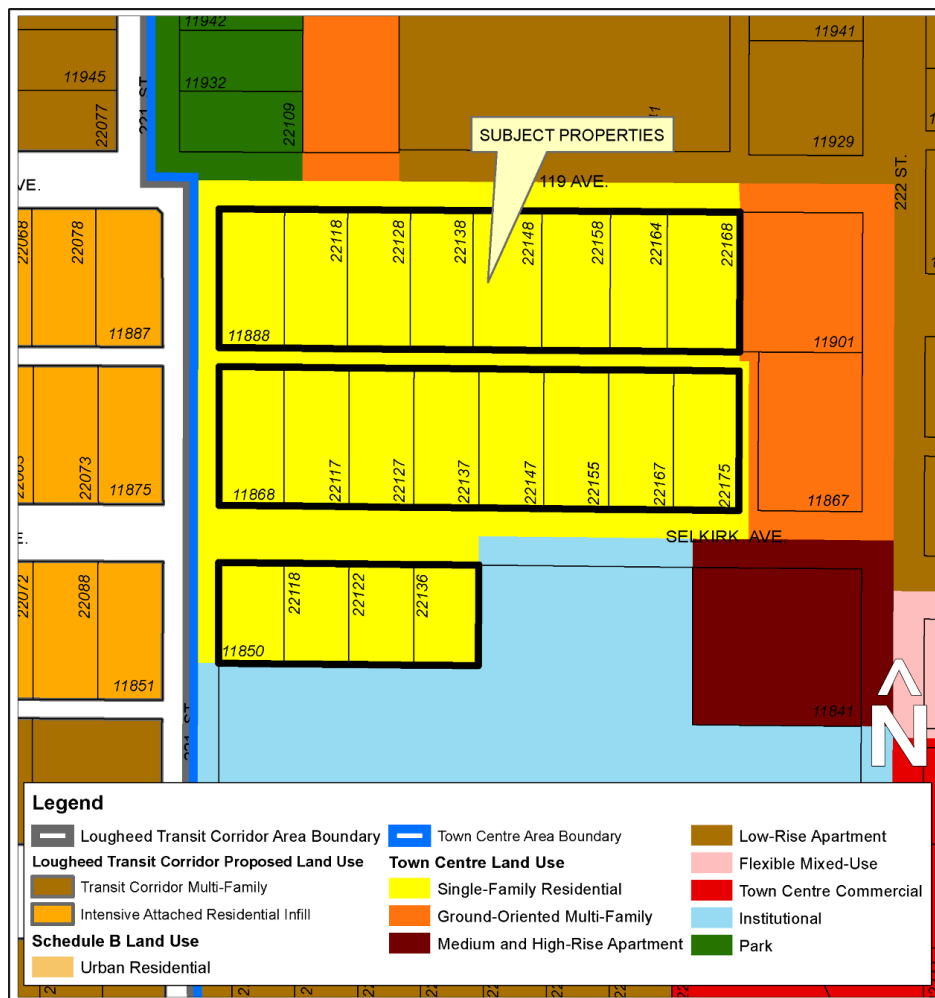 11942
11941
11945
11932
22077
221 ST.
22109
11929
SUBJECT PROPERTIES
VE.
119 AVE.
222 ST.
22068
22078
22118
22128
22138
22148
22158
22164
22168
11887
11888
11901
22073
11875
11868
22117
22127
22137
22147
22155
22167
22175
11867
E.
SELKIRK AVE.
22072
22088
22118
22122
22136
11850
11851
11841
N
221 ST.
Legend
Lougheed Transit Corridor Area Boundary
Lougheed Transit Corridor Proposed Land Use
Transit Corridor Multi-Family
Intensive Attached Residential Infill
Schedule B Land Use
Urban Residential
Town Centre Area Boundary
Town Centre Land Use
Single-Family Residential
Ground-Oriented Multi-Family
Medium and High-Rise Apartment
Low-Rise Apartment
Flexible Mixed-Use
Town Centre Commercial
Institutional
Park